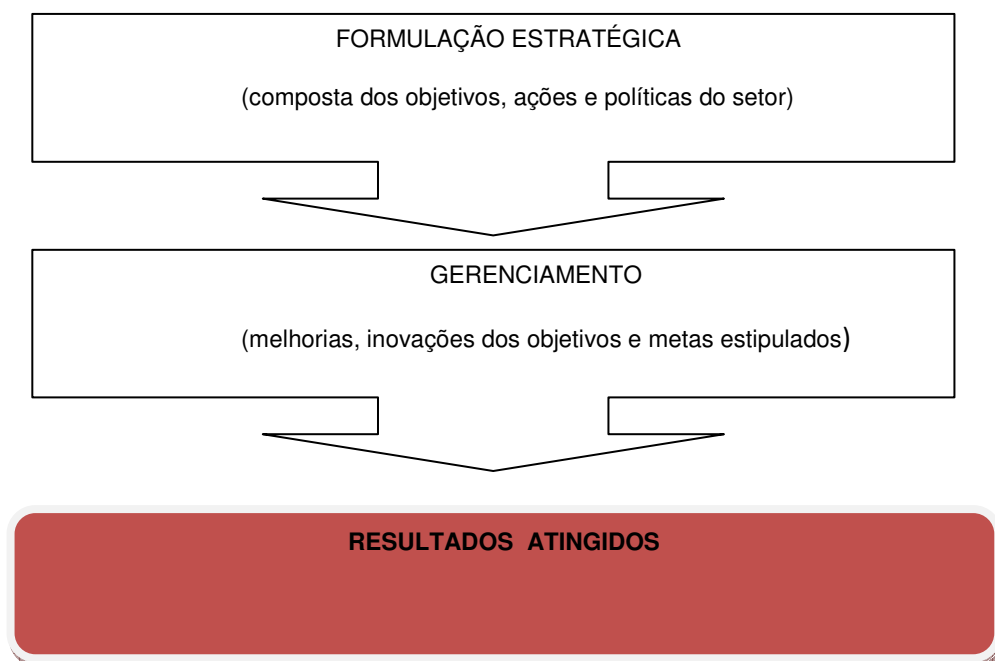 FORMULAÇÃO ESTRATÉGICA
(composta dos objetivos, ações e políticas do setor)
GERENCIAMENTO
(melhorias, inovações dos objetivos e metas estipulados)
RESULTADOS ATINGIDOS